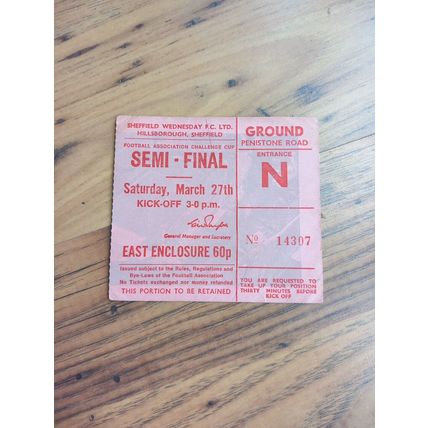 SHEFFIELD WEDNESDAY F.C. LTD.
HILLSBOROUGH, SHEFFIELD
FOOTBALL ASSOCIATION CHALLENGE CUP
SEMI - FINAL
Saturday, March 27th
KICK-OFF 3-0 p.m.
General Manager and Secretary
EAST ENCLOSURE 60p
Issued subject to the Rules, Regulations and
Bye-Laws of the Football Association
No Tickets exchanged nor money refunded
THIS PORTION TO BE RETAINED
GROUND
PENISTONE ROAD
ENTRANCE
N
No 14307
YOU ARE REQUESTED TO
TAKE UP YOUR POSITION
THIRTY MINUTES BEFORE
KICK OFF